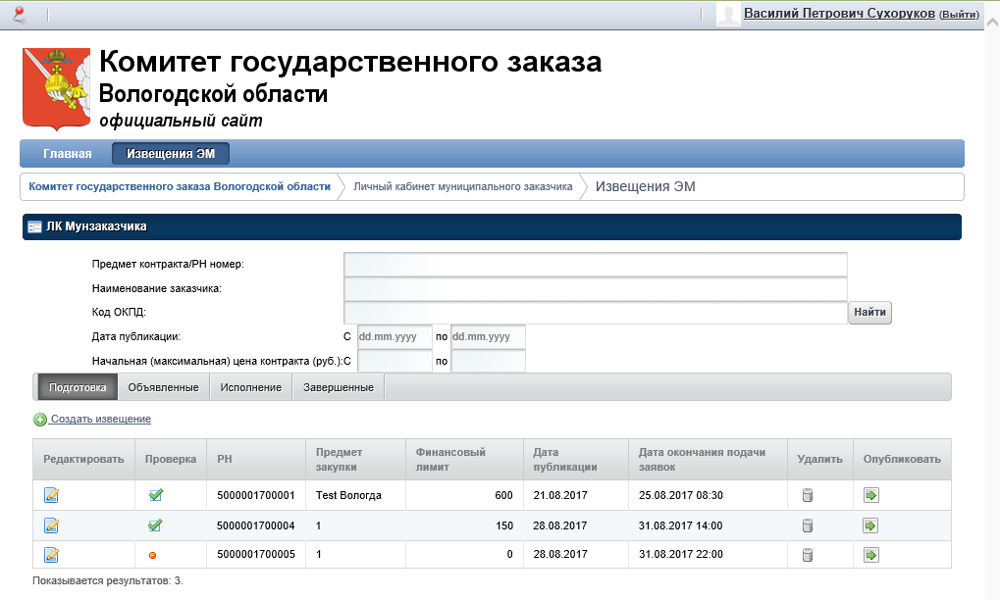 Василий Петрович Сухоруков (Выйти)
Комитет государственного заказа
Вологодской области
официальный сайт
Главная Извещения ЭМ
Комитет государственного заказа Вологодской области Личный кабинет муниципального заказчика Извещения ЭМ
ЛК Мунзаказчика
Предмет контракта/РН номер:
Наименование заказчика:
Код ОКПД: Найти
Дата публикации: С dd.mm.yyyy по dd.mm.yyyy
Начальная (максимальная) цена контракта (руб.):С по
Подготовка Объявленные Исполнение Завершенные
Создать извещение
Редактировать Проверка РН Предмет закупки Финансовый лимит Дата публикации Дата окончания подачи заявок Удалить Опубликовать
5000001700001 Test Вологда 600 21.08.2017 25.08.2017 08:30
5000001700004 1 150 28.08.2017 31.08.2017 14:00
5000001700005 1 0 28.08.2017 31.08.2017 22:00
Показывается результатов: 3.